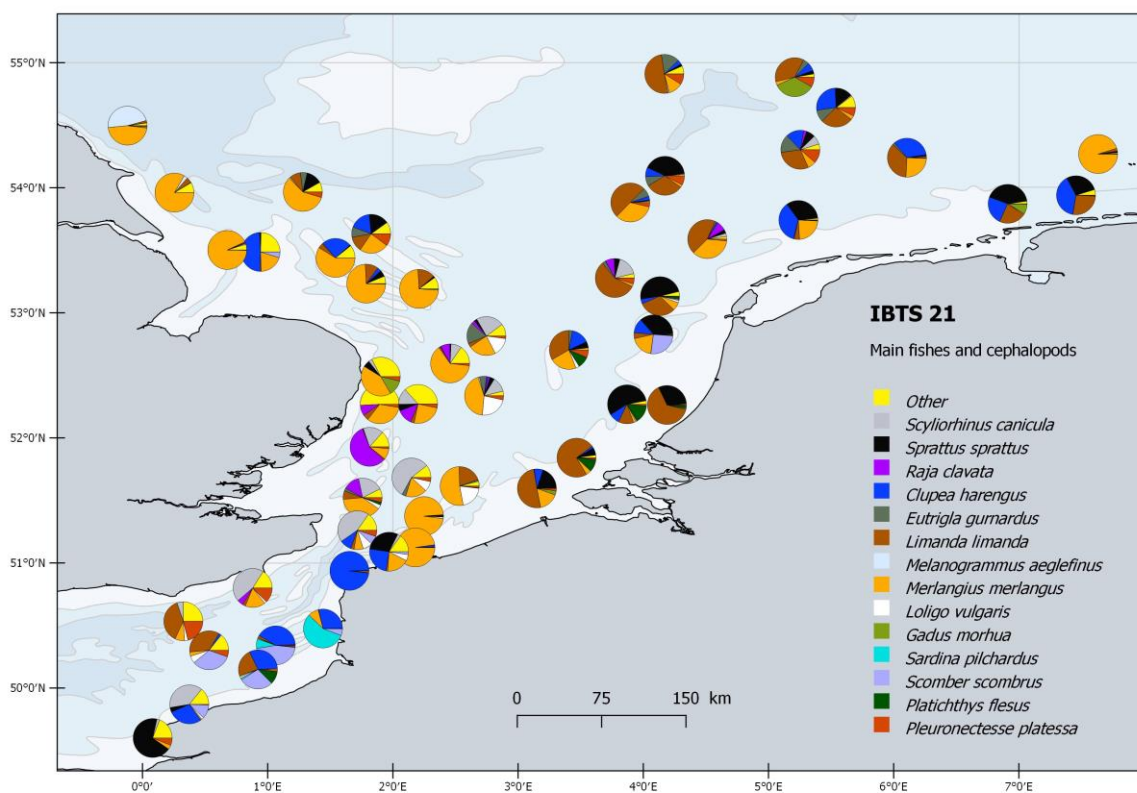 55°0'N
54°0'N
53°0'N
52°0'N
51°0'N
50°0'N
IBTS 21
Main fishes and cephalopods
Other
Scyliorhinus canicula
Sprattus sprattus
Raja clavata
Clupea harengus
Eutrigla gurnardus
Limanda limanda
Melanogrammus aeglefinus
Merlangius merlangus
Loligo vulgaris
Gadus morhua
Sardina pilchardus
Scomber scombrus
Platichthys flesus
Pleuronectesse platessa
0 75 150 km
0°0' 1°0'E 2°0'E 3°0'E 4°0'E 5°0'E 6°0'E 7°0'E